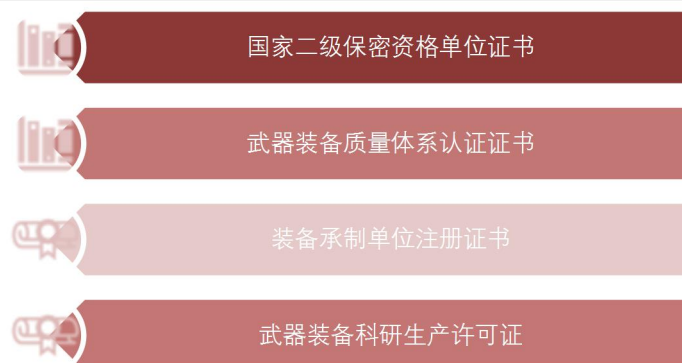 国家二级保密资格单位证书
武器装备质量体系认证证书
装备承制单位注册证书
武器装备科研生产许可证